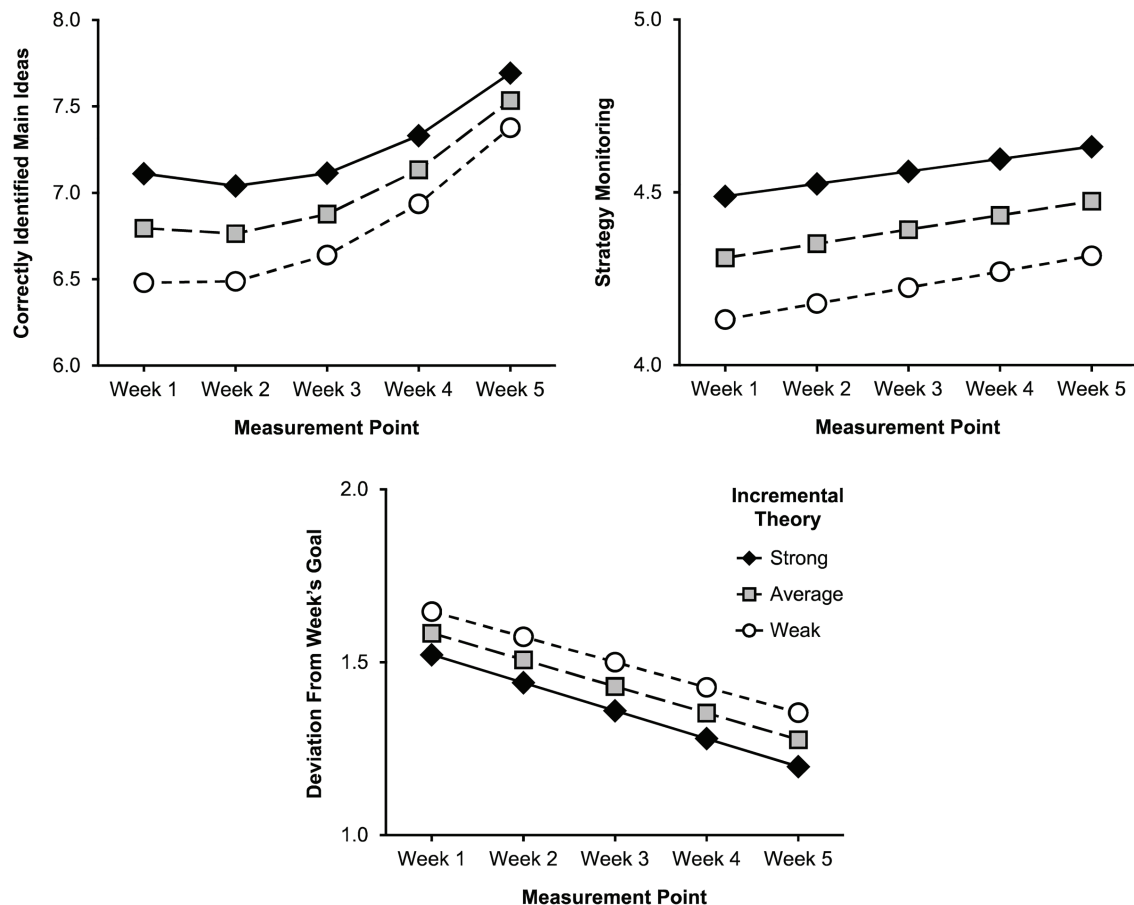 Correctly Identified Main Ideas
8.0
7.5
7.0
6.5
6.0
Week 1 Week 2 Week 3 Week 4 Week 5
Measurement Point
Strategy Monitoring
5.0
4.5
4.0
Week 1 Week 2 Week 3 Week 4 Week 5
Measurement Point
Deviation From Week’s Goal
2.0
1.5
1.0
Week 1 Week 2 Week 3 Week 4 Week 5
Measurement Point
Incremental
Theory
Strong
Average
Weak